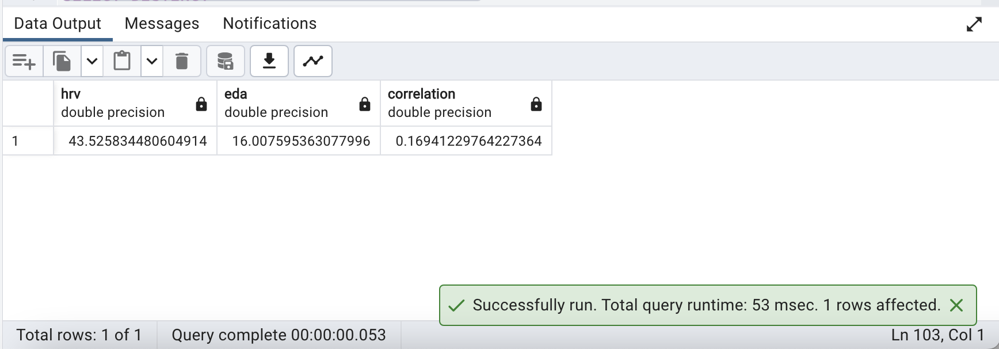 Data Output Messages Notifications
hrv eda correlation
double precision double precision double precision
1 43.525834480604914 16.007595363077996 0.16941229764227364
Successfully run. Total query runtime: 53 msec. 1 rows affected.
Total rows: 1 of 1 Query complete 00:00:00.053 Ln 103, Col 1